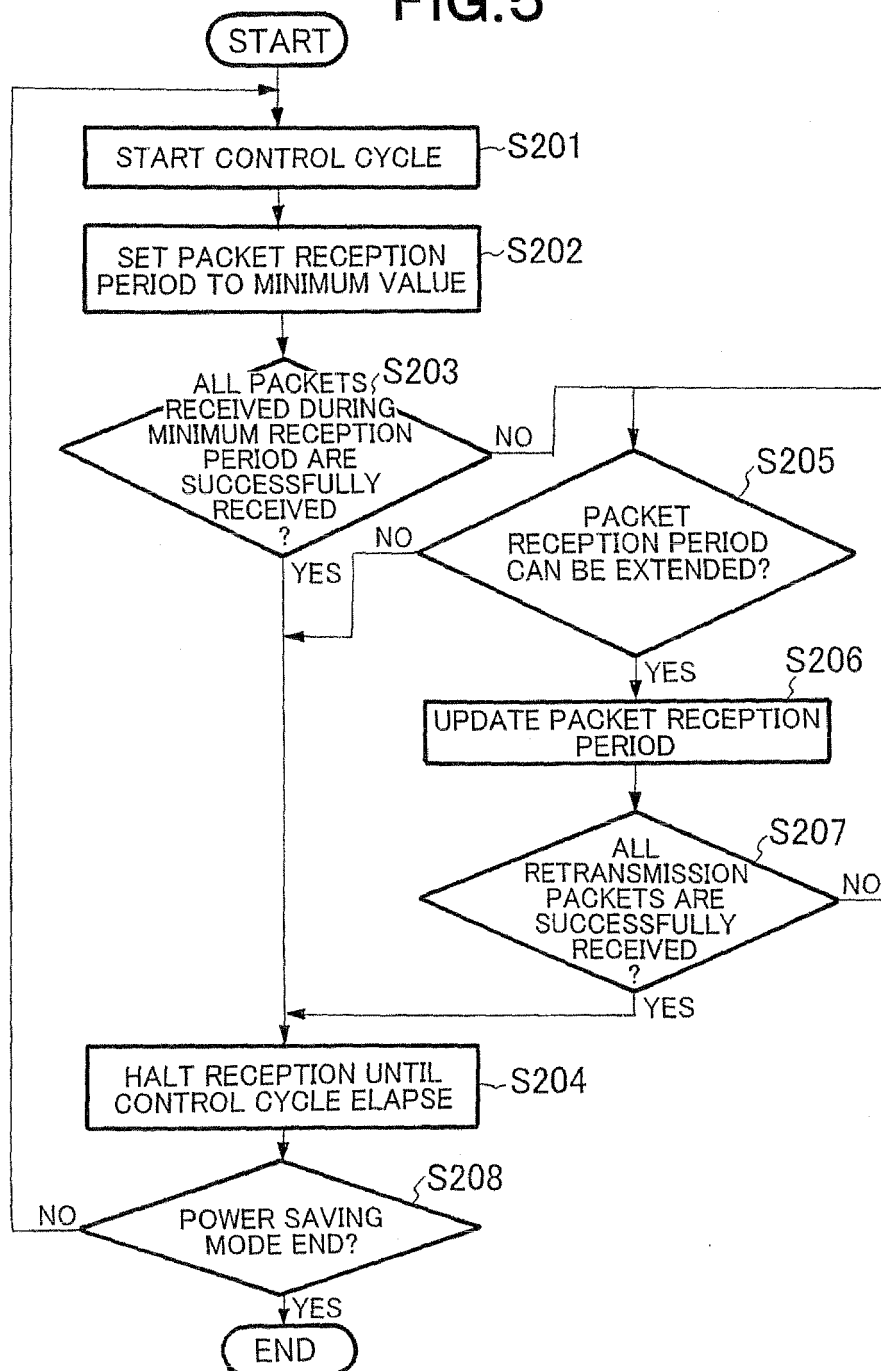 FIG.5
START
START CONTROL CYCLE
S201
SET PACKET RECEPTION
PERIOD TO MINIMUM VALUE
S202
ALL PACKETS
RECEIVED DURING
MINIMUM RECEPTION
PERIOD ARE
SUCCESSFULLY
RECEIVED
?
S203
NO
YES
PACKET
RECEPTION PERIOD
CAN BE EXTENDED?
S205
NO
YES
UPDATE PACKET RECEPTION
PERIOD
S206
ALL
RETRANSMISSION
PACKETS ARE
SUCCESSFULLY
RECEIVED
?
S207
NO
YES
HALT RECEPTION UNTIL
CONTROL CYCLE ELAPSE
S204
POWER SAVING
MODE END?
S208
NO
YES
END